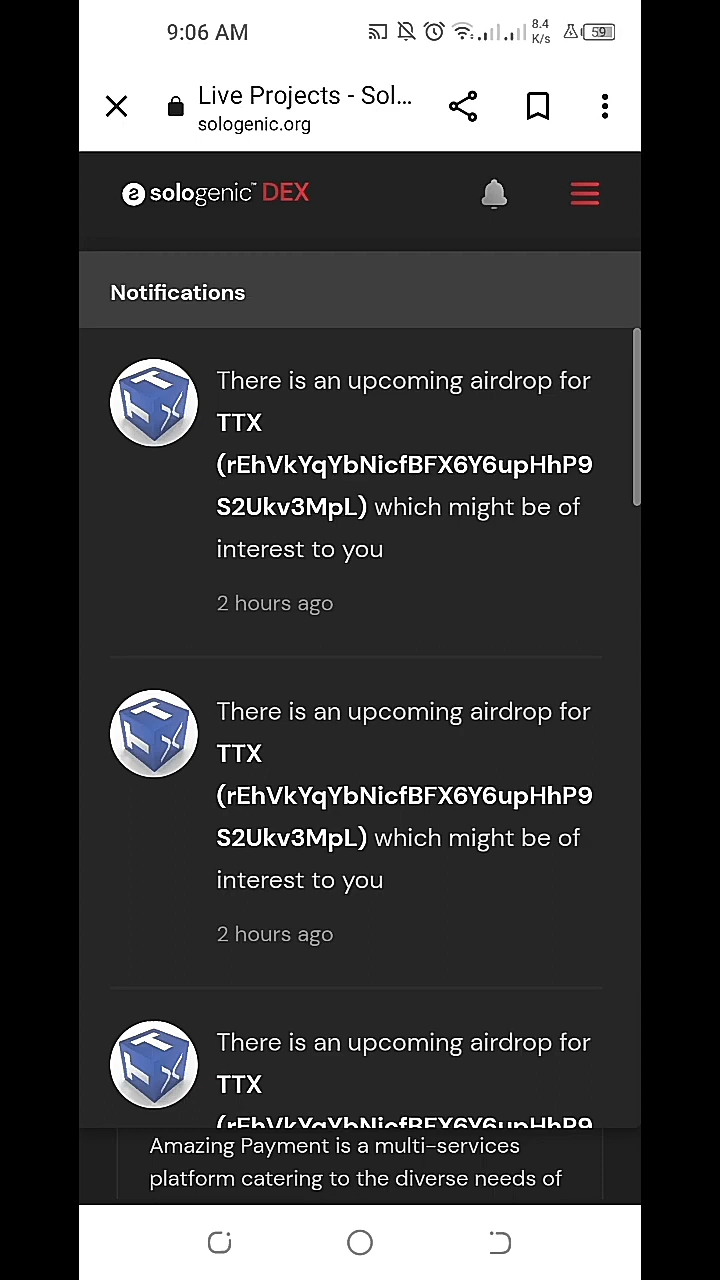 9:06 AM
8.4
K/s
59
Live Projects - Sol...
sologenic.org
sologenic™ DEX
Notifications
There is an upcoming airdrop for
TTX
(rEhVkYqYbNicfBFX6Y6upHhP9
S2Ukv3MpL) which might be of
interest to you
2 hours ago
There is an upcoming airdrop for
TTX
(rEhVkYqYbNicfBFX6Y6upHhP9
S2Ukv3MpL) which might be of
interest to you
2 hours ago
There is an upcoming airdrop for
TTX
(rEhVkYqYbNicfBFX6Y6upHhP9
Amazing Payment is a multi-services
platform catering to the diverse needs of